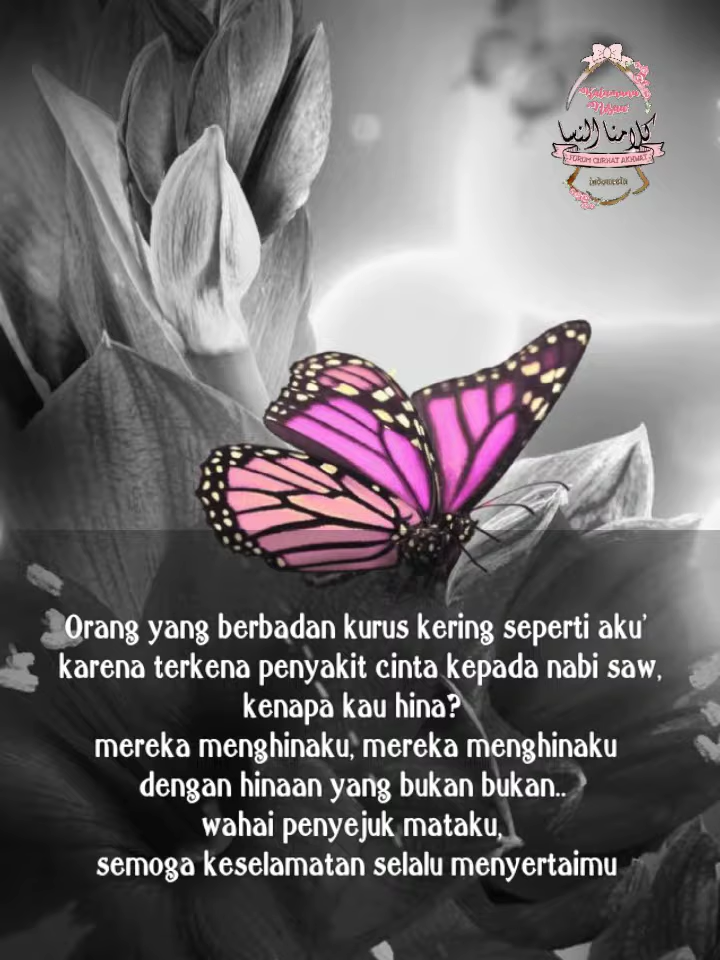 كلامنا النسا
FORUM CURHAT AKHWAT
Indonesia
Orang yang berbadan kurus kering seperti aku'
karena terkena penyakit cinta kepada nabi saw,
kenapa kau hina?
mereka menghinaku, mereka menghinaku
dengan hinaan yang bukan bukan..
wahai penyejuk mataku,
semoga keselamatan selalu menyertaimu